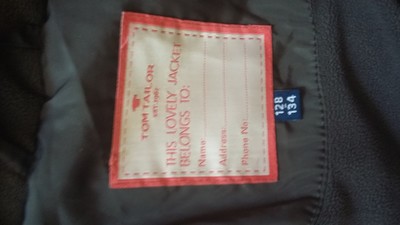 TOM TAILOR
EST. 1962
THIS LOVELY JACKET
BELONGS TO:
Name:
Address:
Phone No.:
128
134